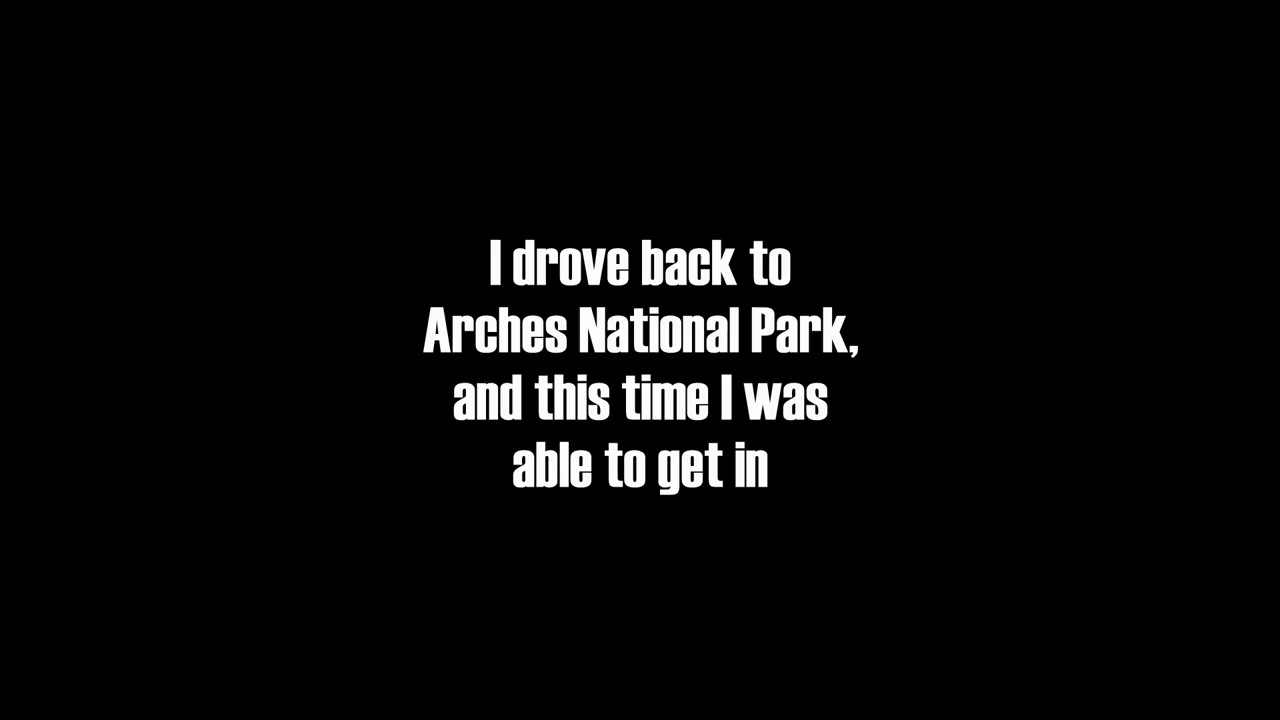 I drove back to
Arches National Park,
and this time I was
able to get in